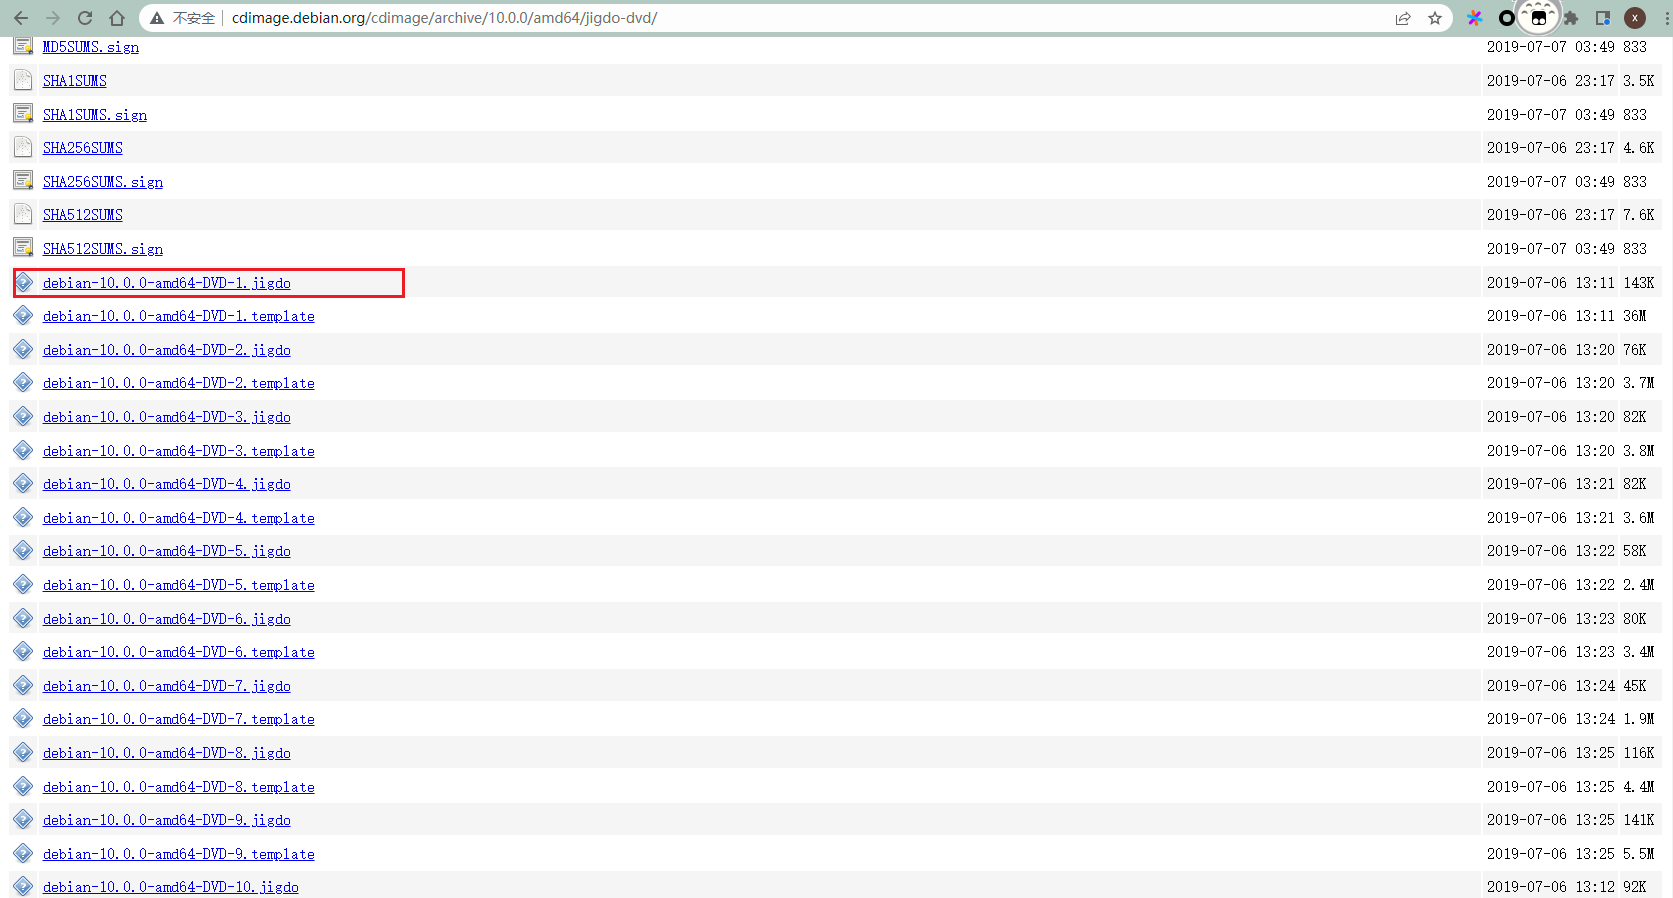 不安全 cdimage.debian.org/cdimage/archive/10.0.0/amd64/jigdo-dvd/ x
MD5SUMS.sign 2019-07-07 03:49 833
SHA1SUMS 2019-07-06 23:17 3.5K
SHA1SUMS.sign 2019-07-07 03:49 833
SHA256SUMS 2019-07-06 23:17 4.6K
SHA256SUMS.sign 2019-07-07 03:49 833
SHA512SUMS 2019-07-06 23:17 7.6K
SHA512SUMS.sign 2019-07-07 03:49 833
debian-10.0.0-amd64-DVD-1.jigdo 2019-07-06 13:11 143K
debian-10.0.0-amd64-DVD-1.template 2019-07-06 13:11 36M
debian-10.0.0-amd64-DVD-2.jigdo 2019-07-06 13:20 76K
debian-10.0.0-amd64-DVD-2.template 2019-07-06 13:20 3.7M
debian-10.0.0-amd64-DVD-3.jigdo 2019-07-06 13:20 82K
debian-10.0.0-amd64-DVD-3.template 2019-07-06 13:20 3.8M
debian-10.0.0-amd64-DVD-4.jigdo 2019-07-06 13:21 82K
debian-10.0.0-amd64-DVD-4.template 2019-07-06 13:21 3.6M
debian-10.0.0-amd64-DVD-5.jigdo 2019-07-06 13:22 58K
debian-10.0.0-amd64-DVD-5.template 2019-07-06 13:22 2.4M
debian-10.0.0-amd64-DVD-6.jigdo 2019-07-06 13:23 80K
debian-10.0.0-amd64-DVD-6.template 2019-07-06 13:23 3.4M
debian-10.0.0-amd64-DVD-7.jigdo 2019-07-06 13:24 45K
debian-10.0.0-amd64-DVD-7.template 2019-07-06 13:24 1.9M
debian-10.0.0-amd64-DVD-8.jigdo 2019-07-06 13:25 116K
debian-10.0.0-amd64-DVD-8.template 2019-07-06 13:25 4.4M
debian-10.0.0-amd64-DVD-9.jigdo 2019-07-06 13:25 141K
debian-10.0.0-amd64-DVD-9.template 2019-07-06 13:25 5.5M
debian-10.0.0-amd64-DVD-10.jigdo 2019-07-06 13:12 92K